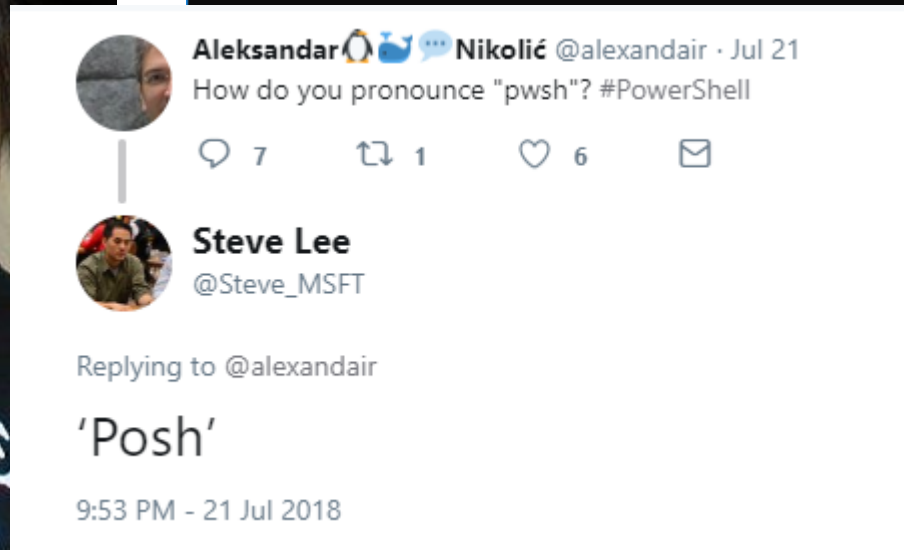 Aleksandar🐧🐳💬Nikolić @alexandair · Jul 21
How do you pronounce "pwsh"? #PowerShell
7 1 6
Steve Lee
@Steve_MSFT
Replying to @alexandair
‘Posh’
9:53 PM - 21 Jul 2018